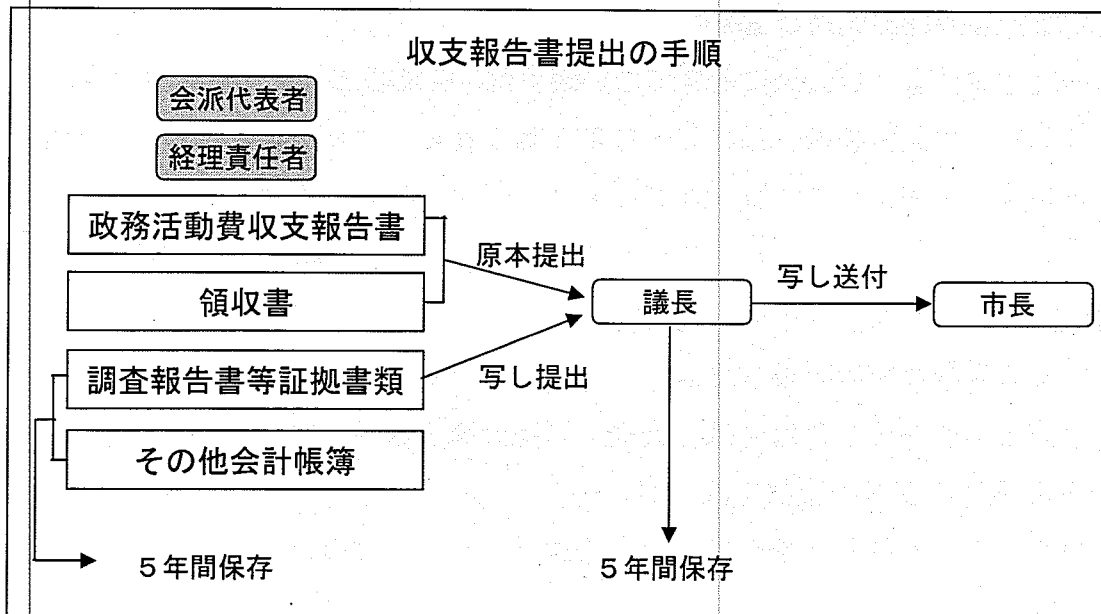 収支報告書提出の手順
会派代表者
経理責任者
政務活動費収支報告書
領収書
原本提出
議長
写し送付
市長
調査報告書等証拠書類
写し提出
その他会計帳簿
５年間保存
５年間保存